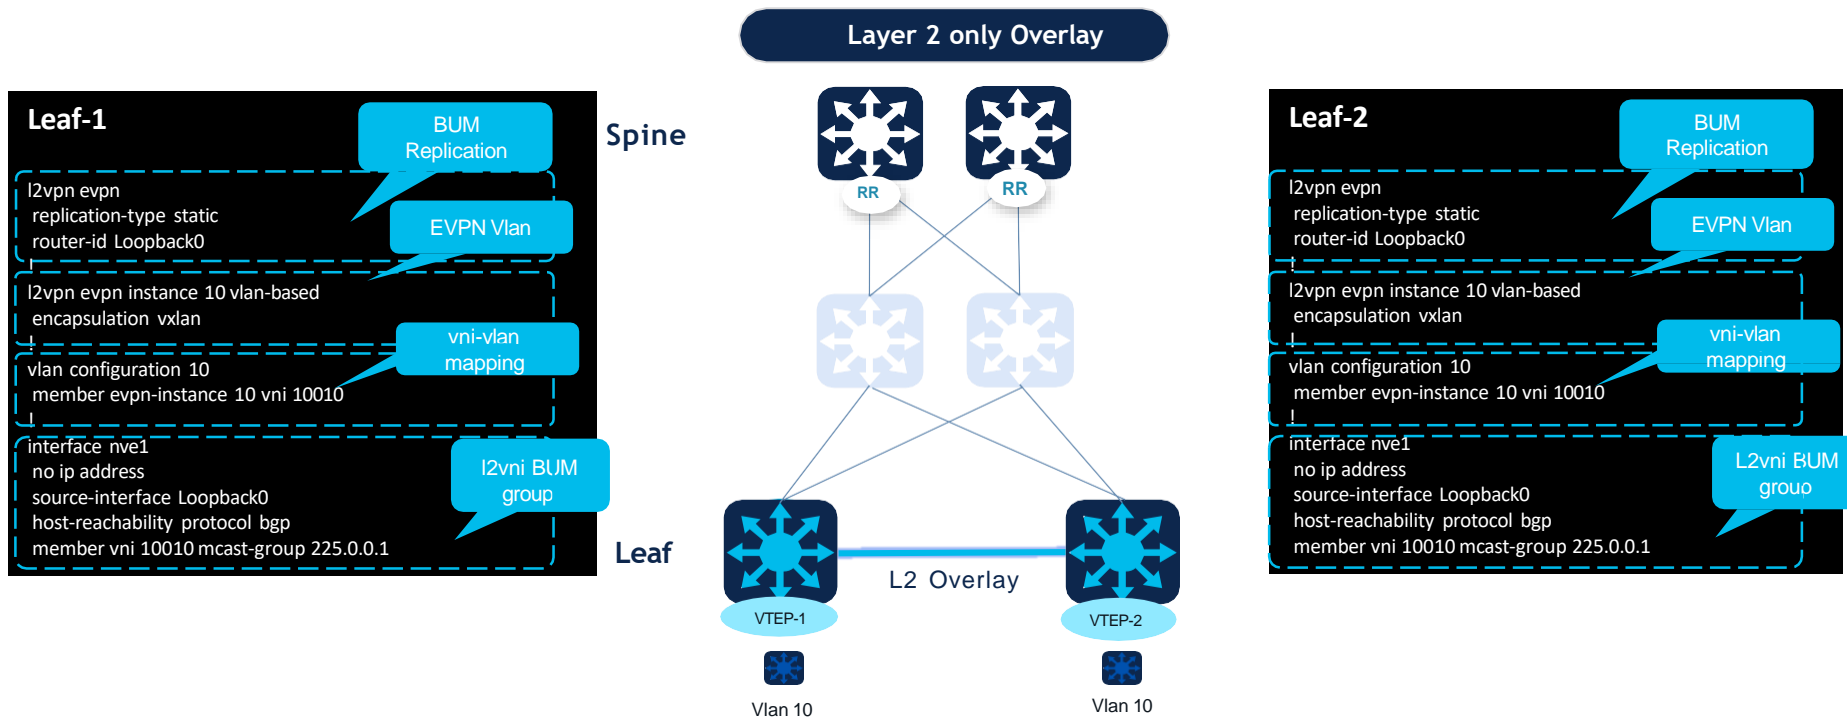 Layer 2 only Overlay
Leaf-1
BUM
Replication
l2vpn evpn
replication-type static
router-id Loopback0
!
EVPN Vlan
l2vpn evpn instance 10 vlan-based
encapsulation vxlan
!
vni-vlan
mapping
vlan configuration 10
member evpn-instance 10 vni 10010
!
interface nve1
no ip address
source-interface Loopback0
host-reachability protocol bgp
member vni 10010 mcast-group 225.0.0.1
l2vni BUM
group
Spine
RR
RR
Leaf
L2 Overlay
VTEP-1
VTEP-2
Vlan 10
Vlan 10
Leaf-2
BUM
Replication
l2vpn evpn
replication-type static
router-id Loopback0
!
EVPN Vlan
l2vpn evpn instance 10 vlan-based
encapsulation vxlan
!
vni-vlan
mapping
vlan configuration 10
member evpn-instance 10 vni 10010
!
interface nve1
no ip address
source-interface Loopback0
host-reachability protocol bgp
member vni 10010 mcast-group 225.0.0.1
L2vni BUM
group